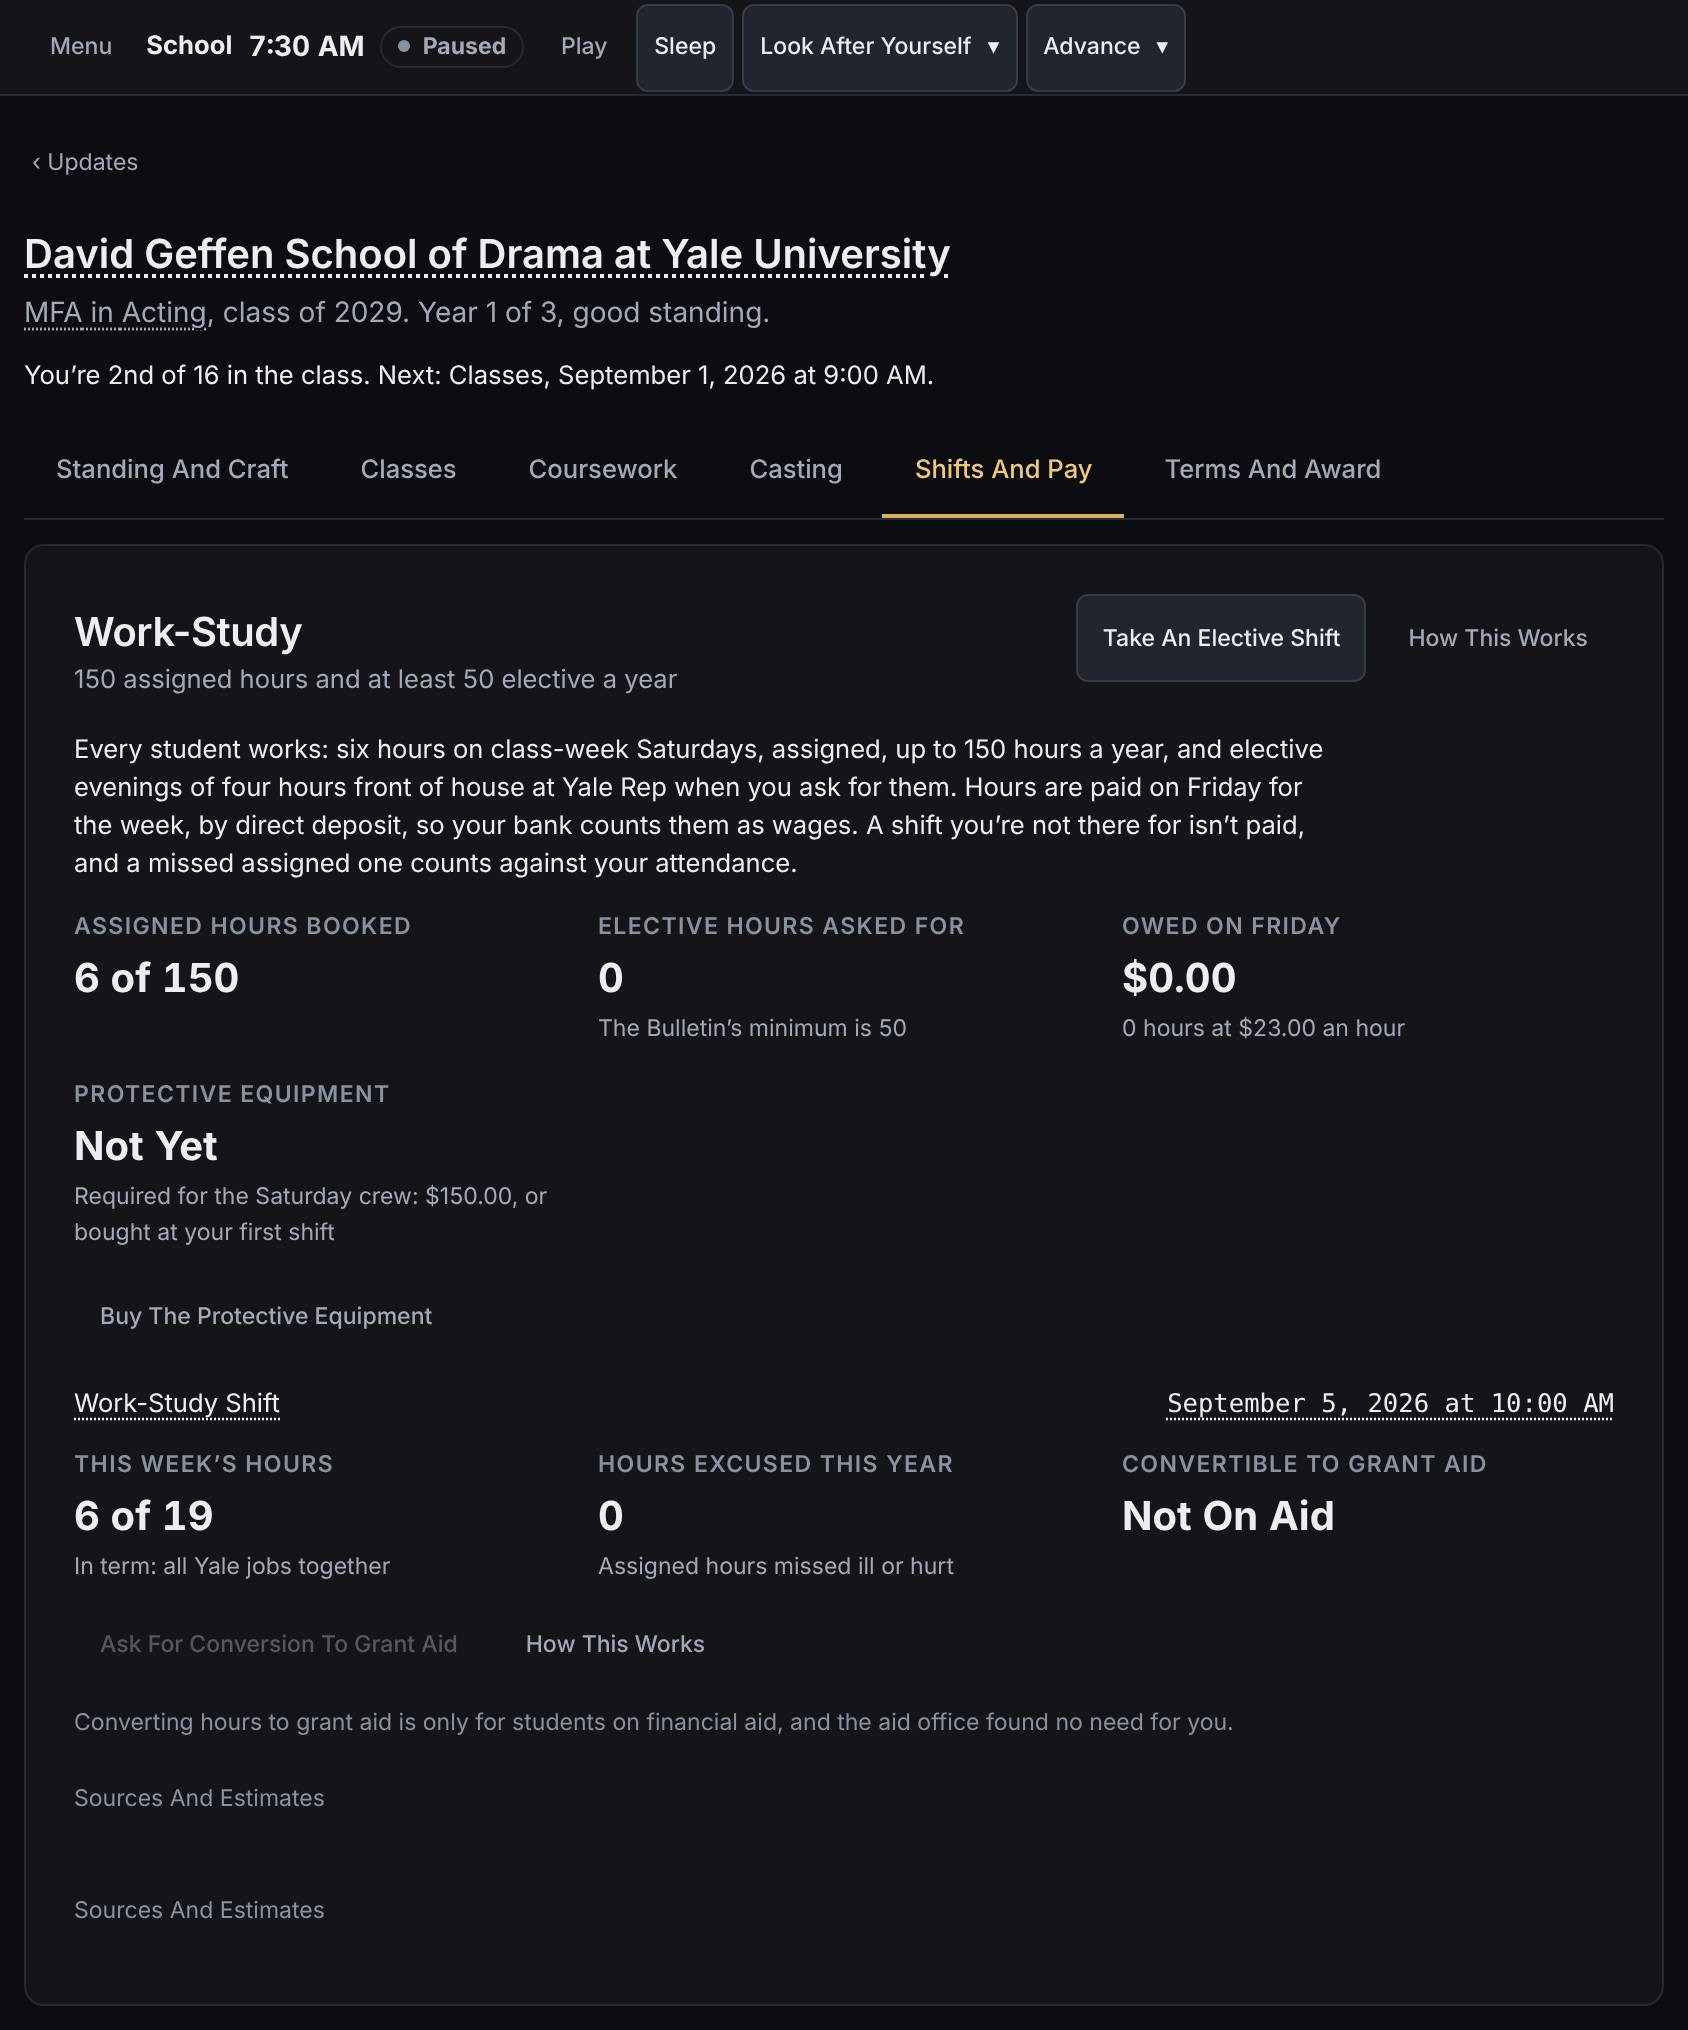 Menu School 7:30 AM Paused Play Sleep Look After Yourself ▾ Advance ▾
‹ Updates
David Geffen School of Drama at Yale University
MFA in Acting, class of 2029. Year 1 of 3, good standing.
You’re 2nd of 16 in the class. Next: Classes, September 1, 2026 at 9:00 AM.
Standing And Craft Classes Coursework Casting Shifts And Pay Terms And Award
Work-Study
Take An Elective Shift How This Works
150 assigned hours and at least 50 elective a year
Every student works: six hours on class-week Saturdays, assigned, up to 150 hours a year, and elective
evenings of four hours front of house at Yale Rep when you ask for them. Hours are paid on Friday for
the week, by direct deposit, so your bank counts them as wages. A shift you’re not there for isn’t paid,
and a missed assigned one counts against your attendance.
ASSIGNED HOURS BOOKED ELECTIVE HOURS ASKED FOR OWED ON FRIDAY
6 of 150 0 $0.00
The Bulletin’s minimum is 50 0 hours at $23.00 an hour
PROTECTIVE EQUIPMENT
Not Yet
Required for the Saturday crew: $150.00, or
bought at your first shift
Buy The Protective Equipment
Work-Study Shift September 5, 2026 at 10:00 AM
THIS WEEK’S HOURS HOURS EXCUSED THIS YEAR CONVERTIBLE TO GRANT AID
6 of 19 0 Not On Aid
In term: all Yale jobs together Assigned hours missed ill or hurt
Ask For Conversion To Grant Aid How This Works
Converting hours to grant aid is only for students on financial aid, and the aid office found no need for you.
Sources And Estimates
Sources And Estimates